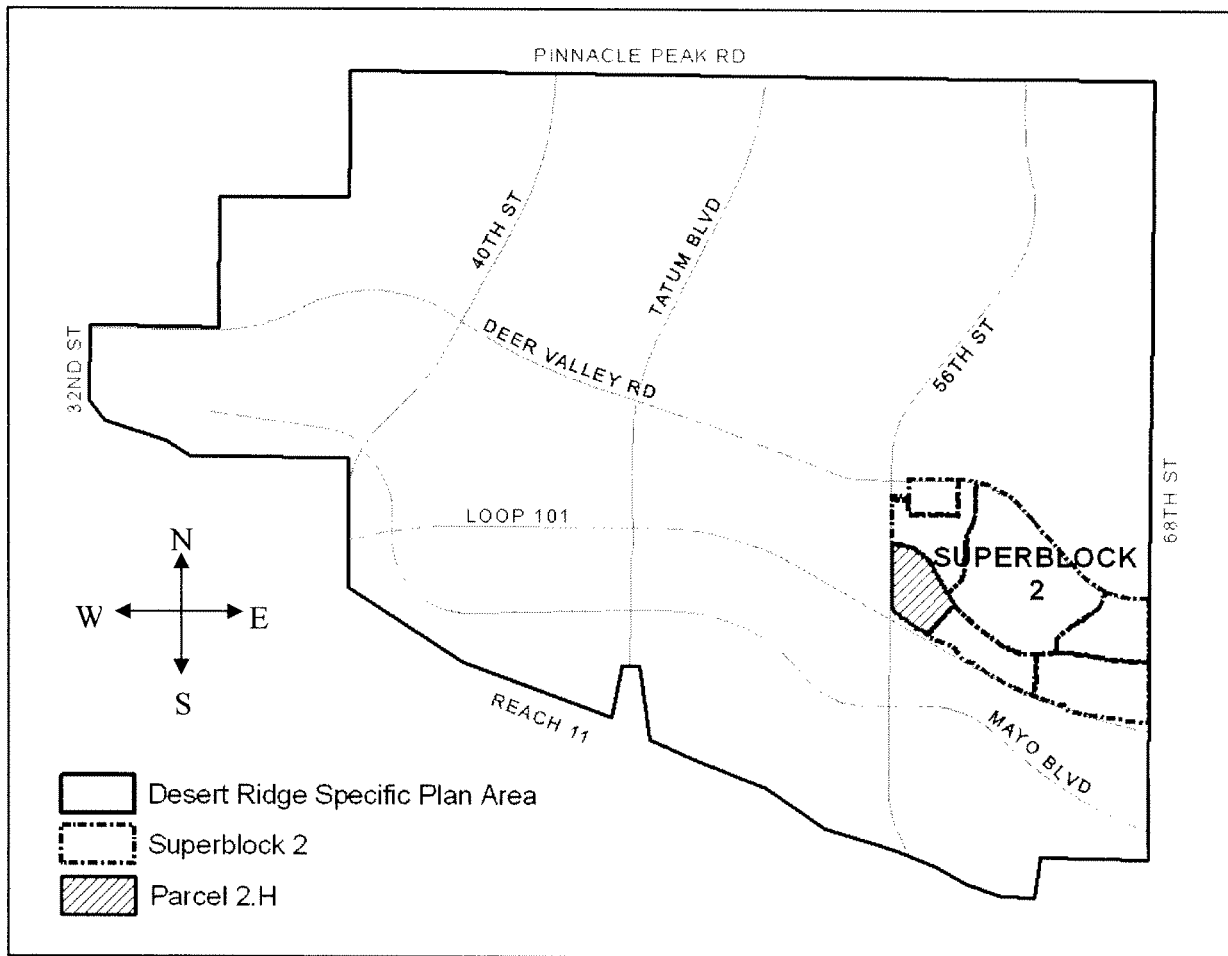 PINNACLE PEAK RD
40TH ST
TATUM BLVD
56TH ST
32ND ST
DEER VALLEY RD
68TH ST
LOOP 101
SUPERBLOCK
2
N
W
E
S
REACH 11
MAYO BLVD
Desert Ridge Specific Plan Area
Superblock 2
Parcel 2.H